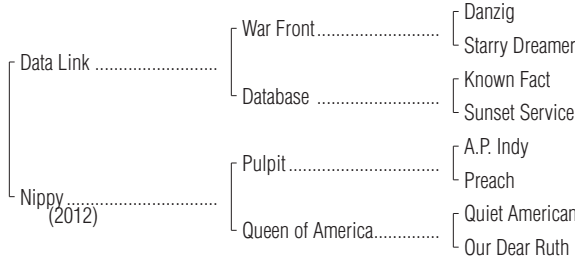 Danzig
War Front
Starry Dreamer
Data Link
Known Fact
Database
Sunset Service
A.P. Indy
Pulpit
Preach
Nippy
(2012)
Quiet American
Queen of America
Our Dear Ruth